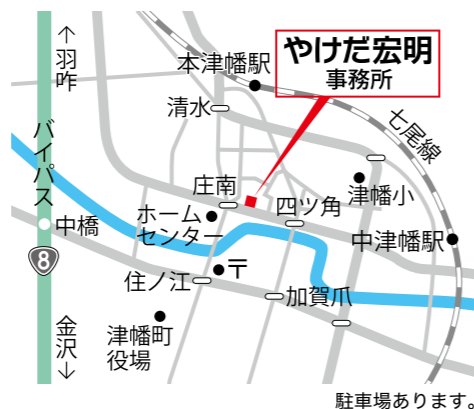 ↑羽咋
バイパス
中橋
8
金沢↓
やけだ宏明
事務所
本津幡駅
清水
七尾線
庄南
津幡小
ホーム
センター
四ツ角
中津幡駅
〒
住ノ江
加賀爪
津幡町
役場
駐車場あります。